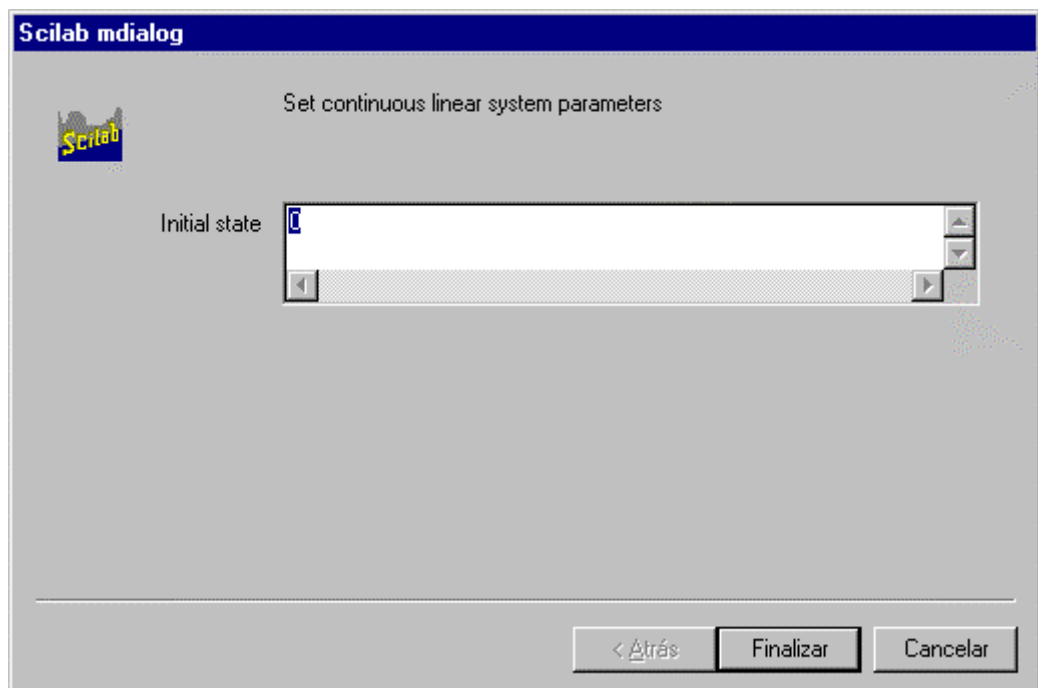 Scilab mdialog
Set continuous linear system parameters
Scilab
Initial state
0
< Atrás
Finalizar
Cancelar